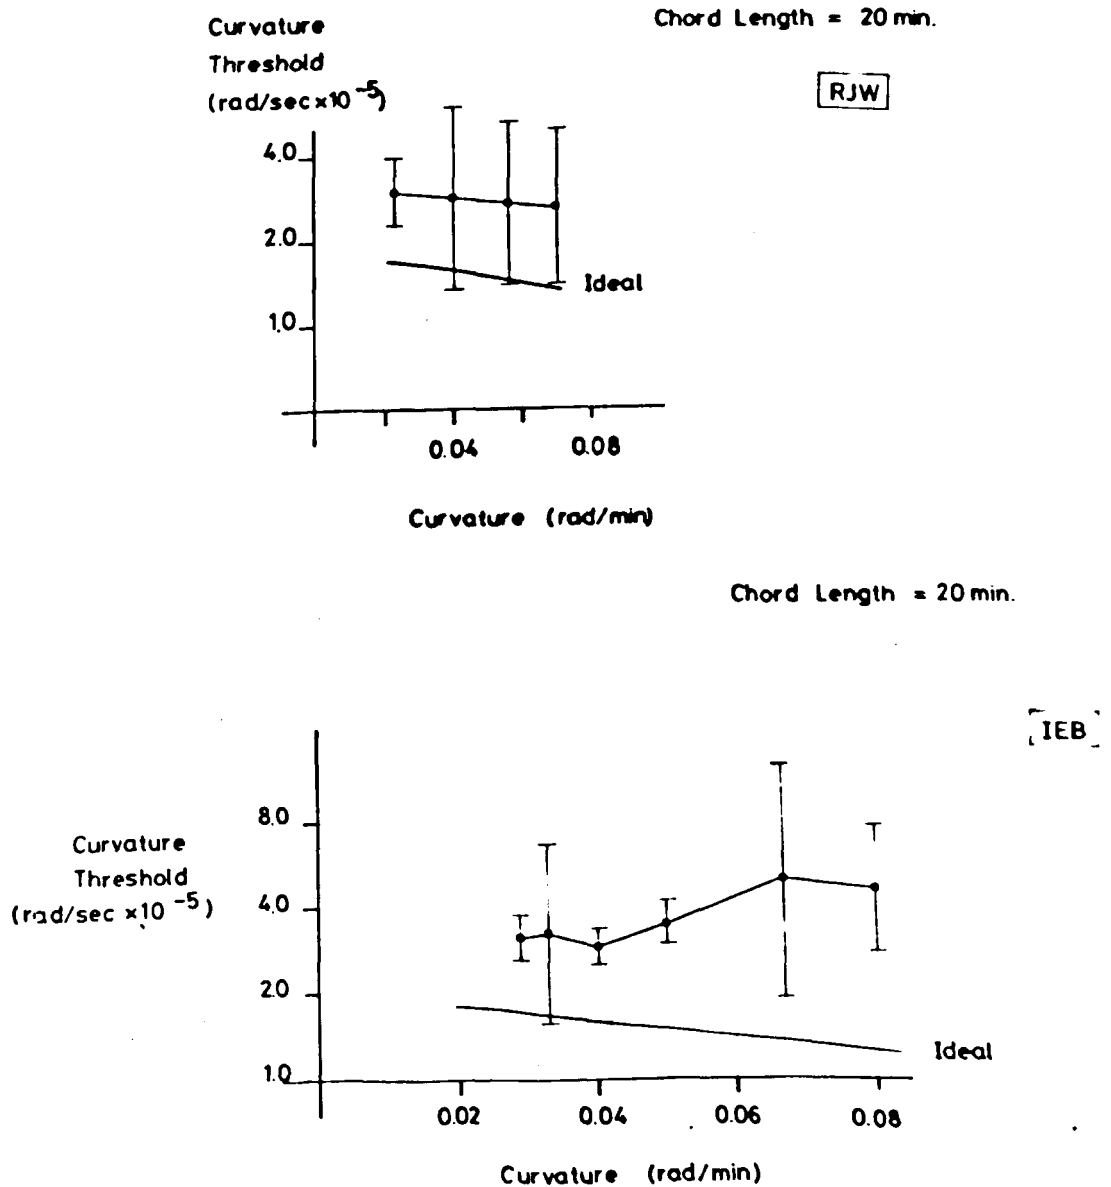 Curvature
Threshold
(rad/sec×10⁻⁵)
Chord Length = 20 min.
RJW
4.0
2.0
1.0
Ideal
0.04 0.08
Curvature (rad/min)
Chord Length = 20 min.
IEB
Curvature
Threshold
(rad/sec ×10⁻⁵)
8.0
4.0
2.0
1.0
Ideal
0.02 0.04 0.06 0.08
Curvature (rad/min)